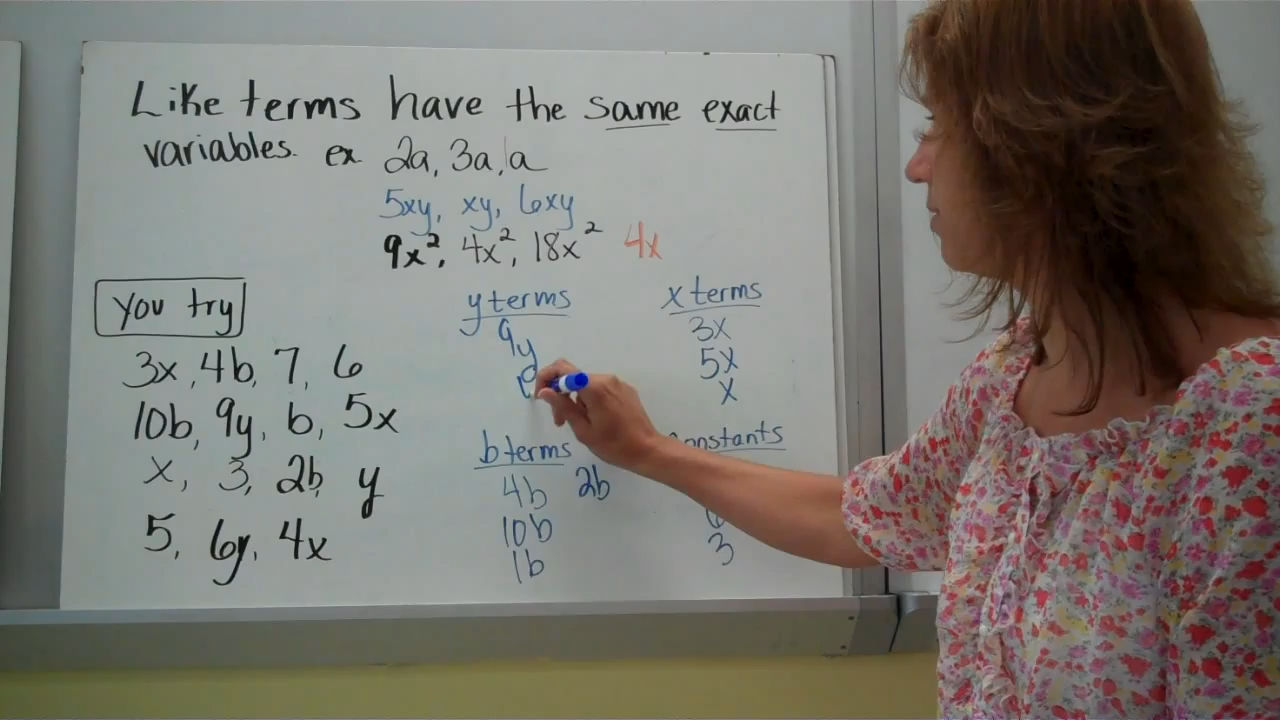 Like terms have the same exact
variables. ex 2a, 3a, 1a
5xy, xy, 6xy
9x², 4x², 18x² 4x
You try
3x, 4b, 7, 6
10b, 9y, b, 5x
x, 3, 2b, y
5, 6y, 4x
y terms
9y
x terms
3x
5x
x
b terms
4b 2b
10b
1b
3